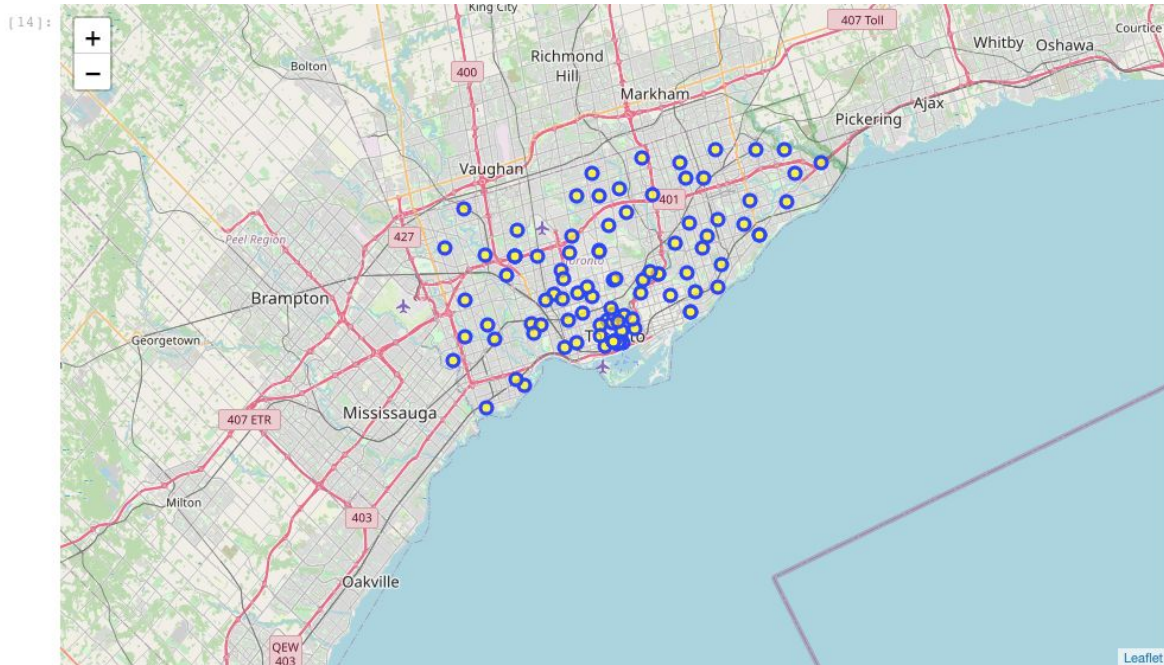 [14]:
King City
407 Toll
Courtice
+
Whitby
Oshawa
Richmond
Hill
Bolton
400
−
Markham
Ajax
Pickering
Vaughan
401
427
Peel Region
Toronto
Brampton
Georgetown
Mississauga
407 ETR
Milton
403
Oakville
QEW
403
Leaflet